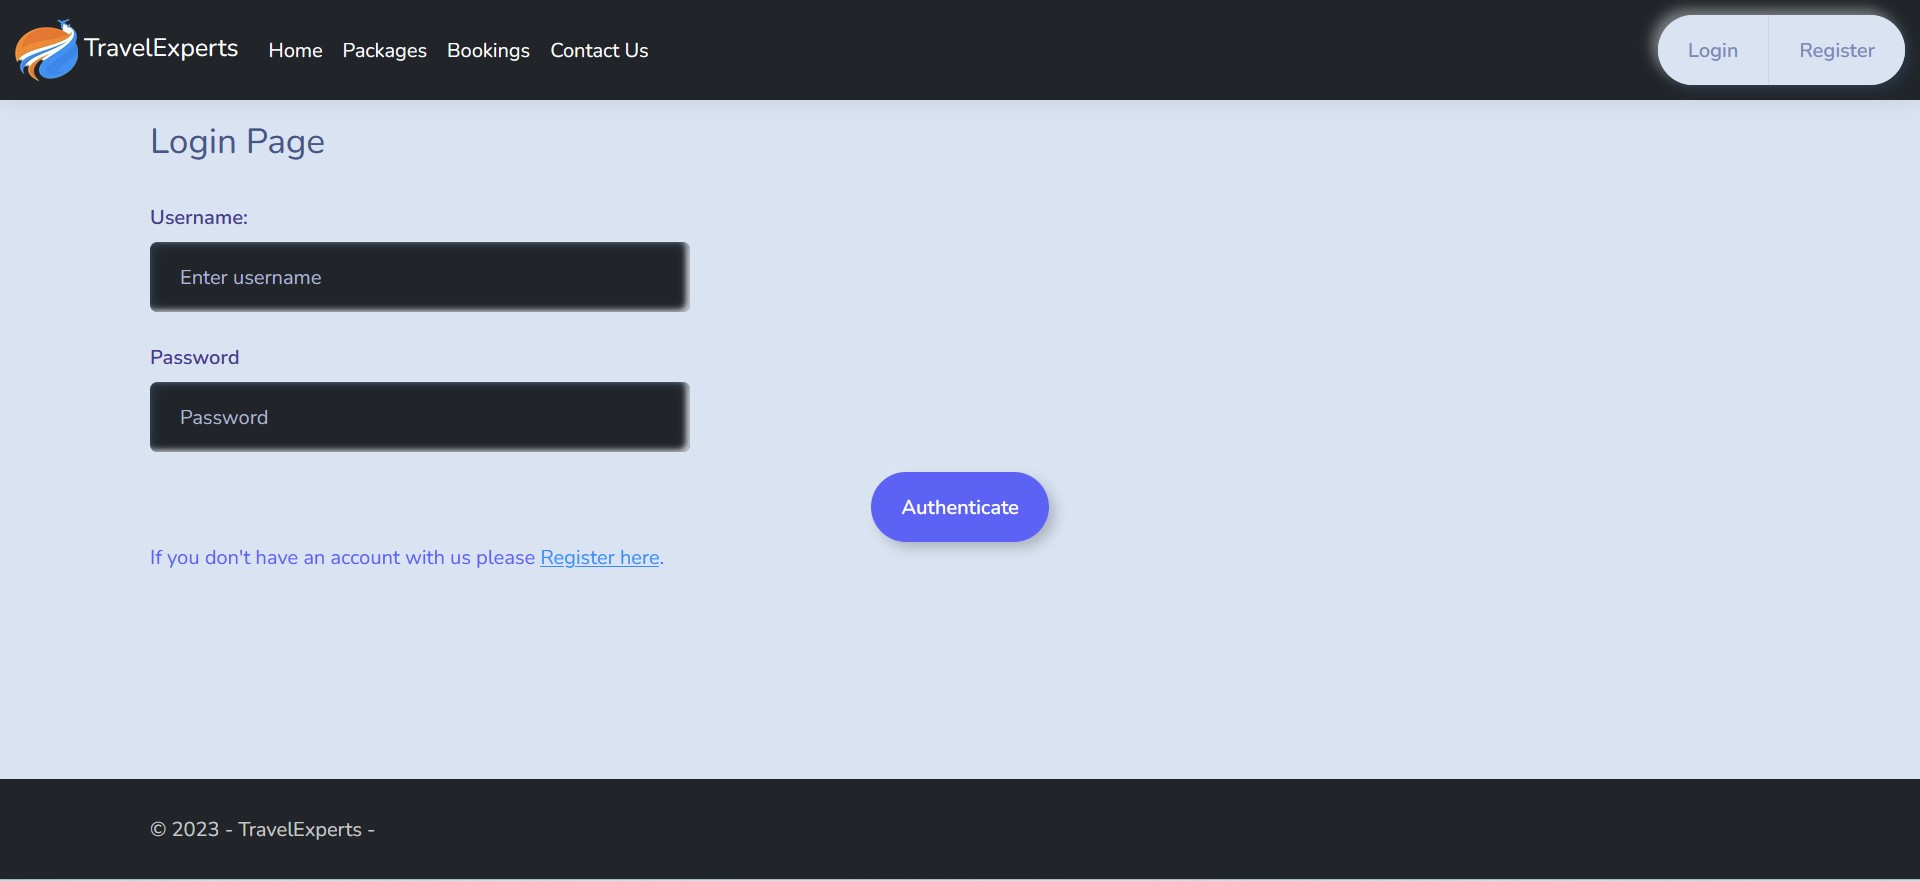 TravelExperts Home Packages Bookings Contact Us Login Register
Login Page
Username:
Enter username
Password
Password
Authenticate
If you don't have an account with us please Register here.
© 2023 - TravelExperts -